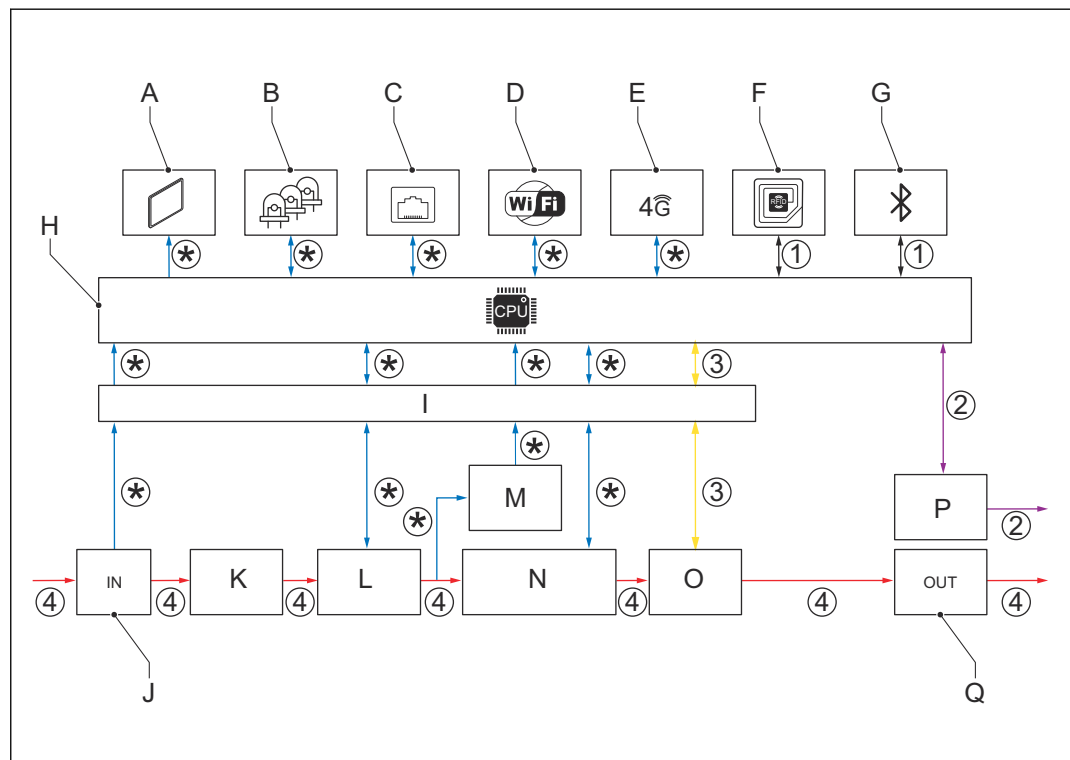 A B C D E F G
Wi Fi 4G RFID
H
* * * * * 1 1
CPU
* * * * 3
I
2
* * * * 3
M
*
P
2
IN K L N O OUT
4 4 4 4 4 4 4
J Q